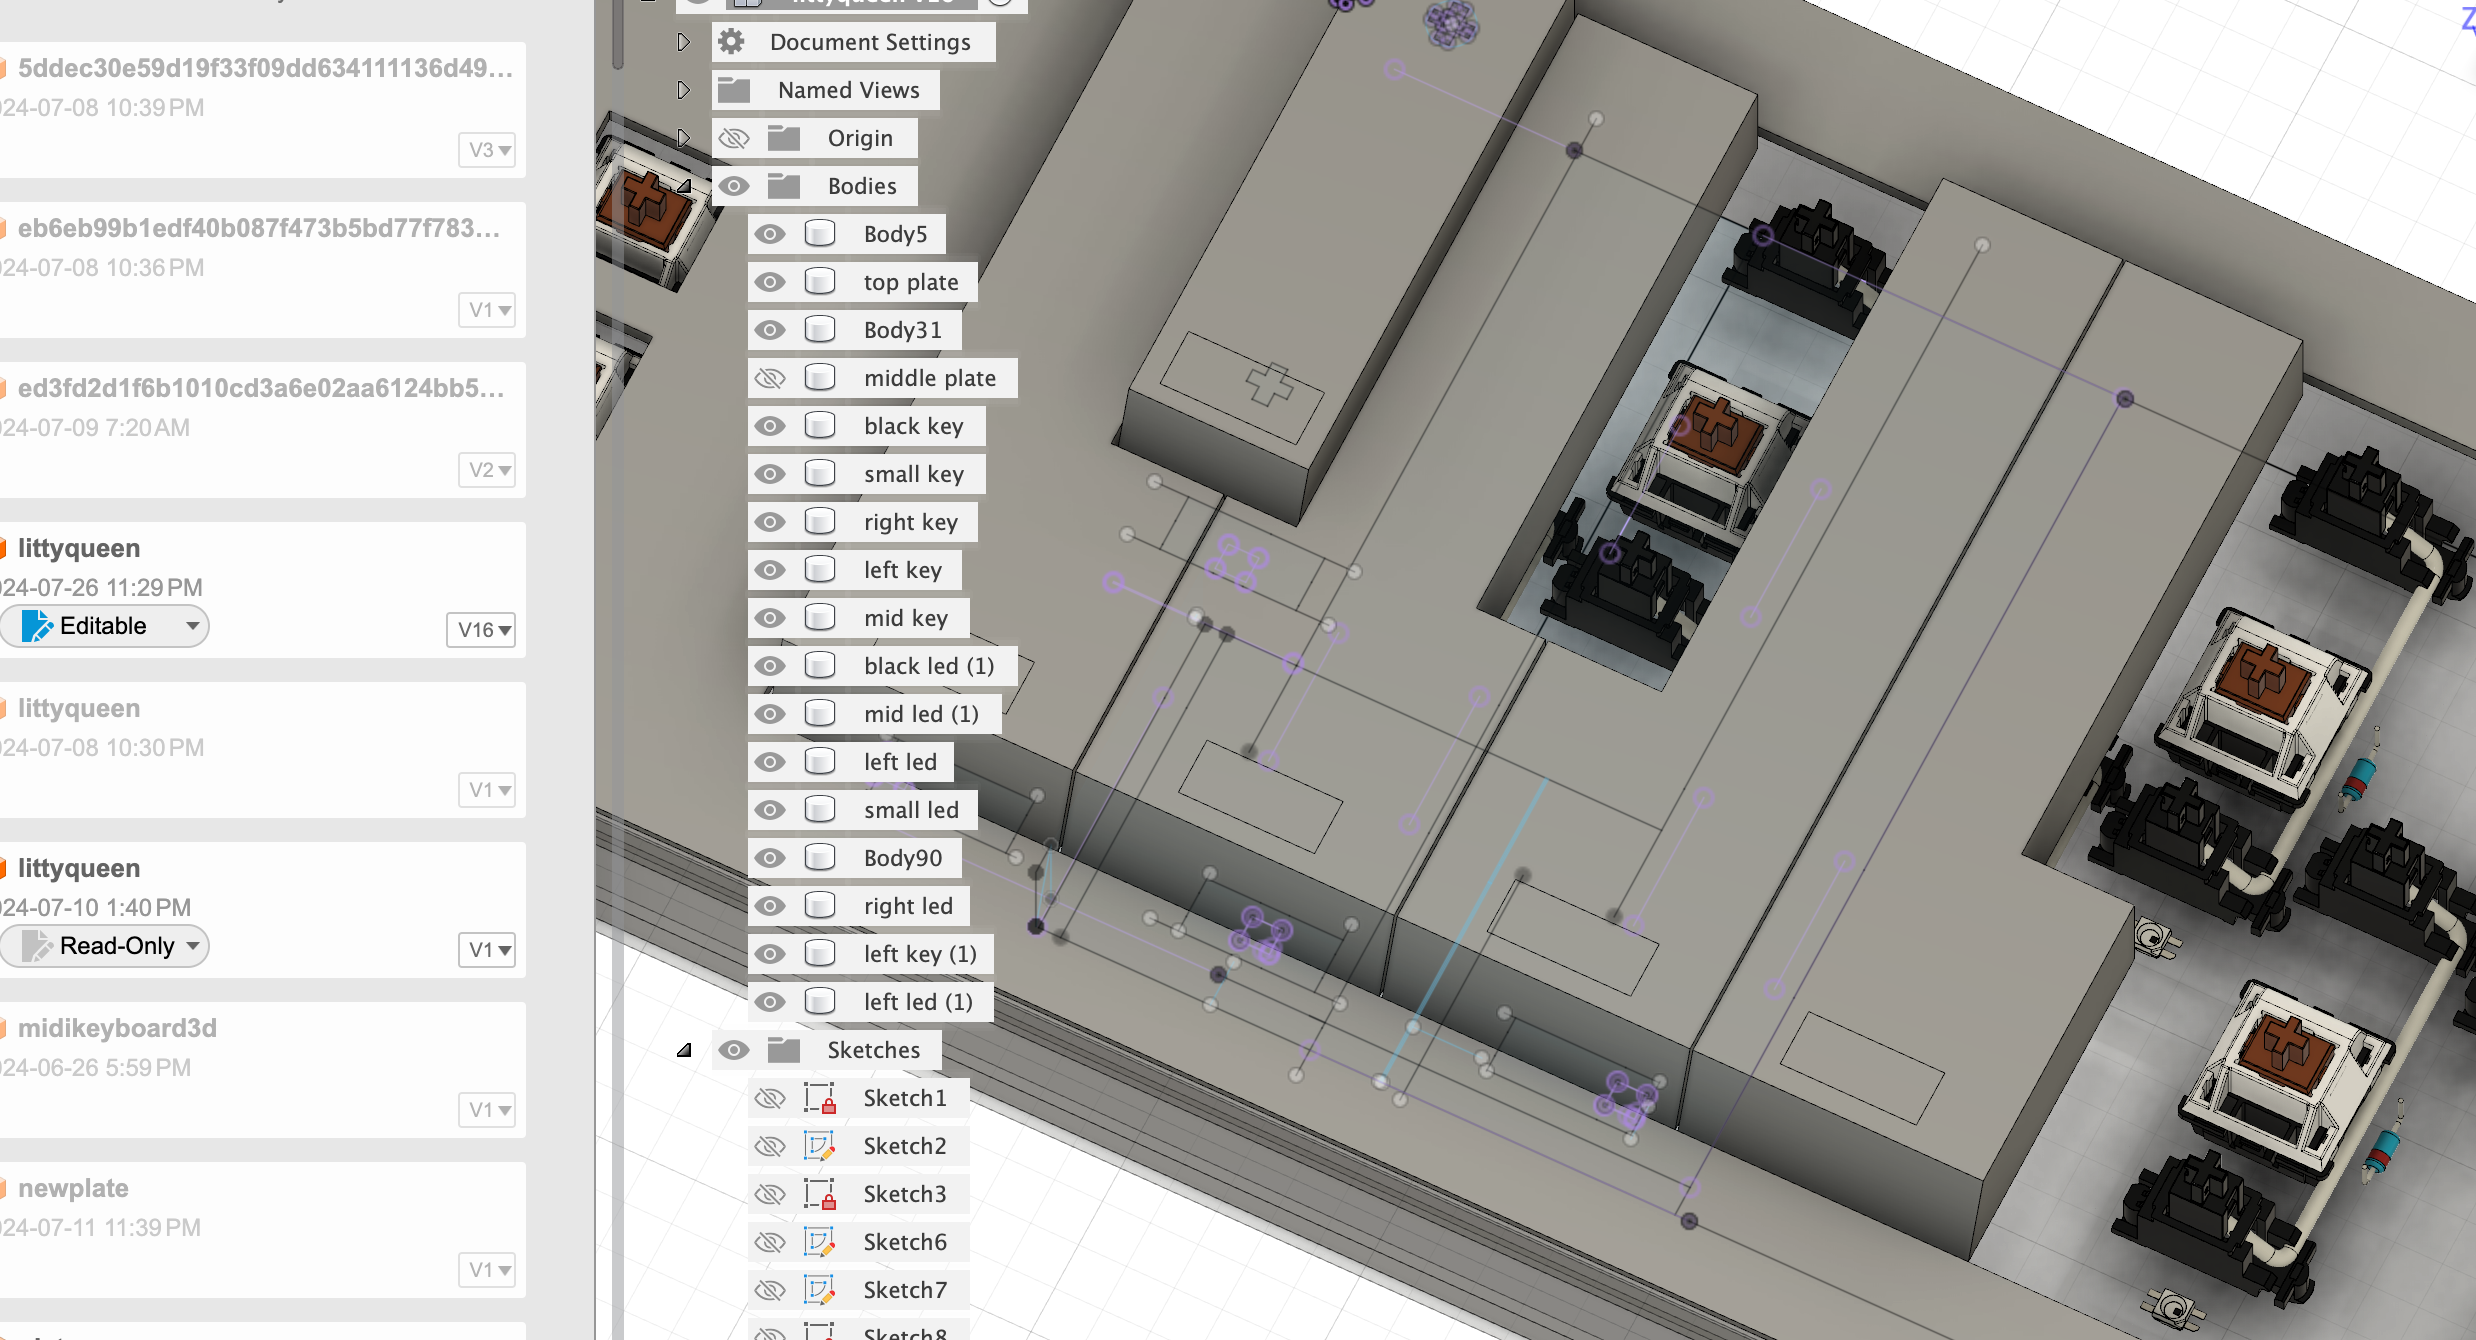 5ddec30e59d19f33f09dd634111136d49...
24-07-08 10:39 PM
V3
eb6eb99b1edf40b087f473b5bd77f783...
24-07-08 10:36 PM
V1
ed3fd2d1f6b1010cd3a6e02aa6124bb5...
24-07-09 7:20 AM
V2
littyqueen
24-07-26 11:29 PM
Editable
V16
littyqueen
24-07-08 10:30 PM
V1
littyqueen
24-07-10 1:40 PM
Read-Only
V1
midikeyboard3d
24-06-26 5:59 PM
V1
newplate
24-07-11 11:39 PM
V1
littyqueen v16
Document Settings
Named Views
Origin
Bodies
Body5
top plate
Body31
middle plate
black key
small key
right key
left key
mid key
black led (1)
mid led (1)
left led
small led
Body90
right led
left key (1)
left led (1)
Sketches
Sketch1
Sketch2
Sketch3
Sketch6
Sketch7
Sketch8
Z